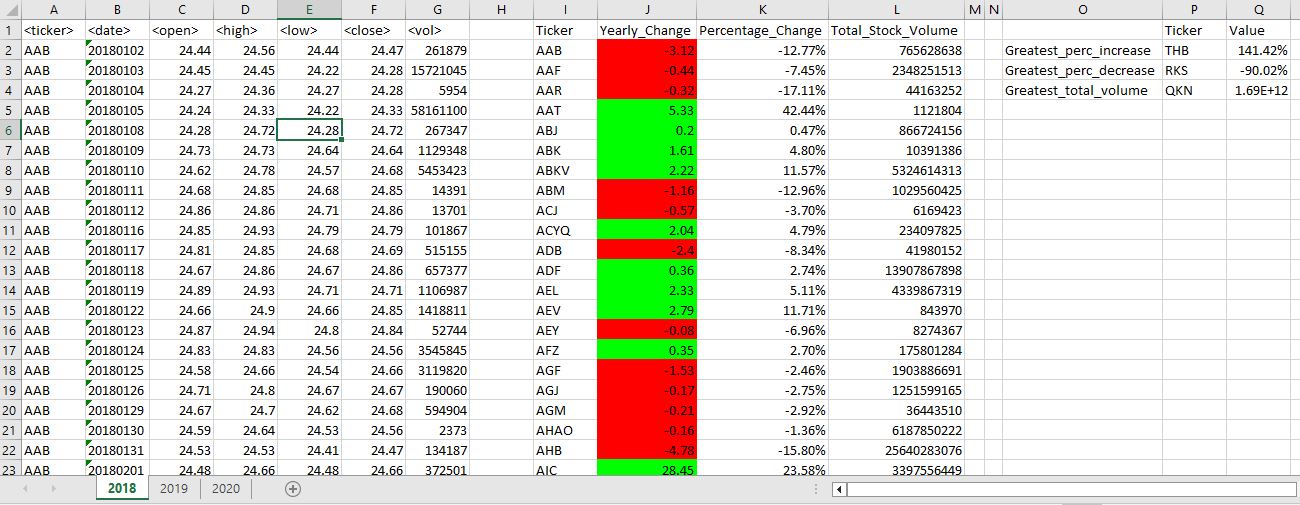 A B C D E F G H I J K L M N O P Q
1 <ticker> <date> <open> <high> <low> <close> <vol> Ticker Yearly_Change Percentage_Change Total_Stock_Volume Ticker Value
2 AAB 20180102 24.44 24.56 24.44 24.47 261879 AAB -3.12 -12.77% 765628638 Greatest_perc_increase THB 141.42%
3 AAB 20180103 24.45 24.45 24.22 24.28 15721045 AAF -0.44 -7.45% 2348251513 Greatest_perc_decrease RKS -90.02%
4 AAB 20180104 24.27 24.36 24.27 24.28 5954 AAR -0.32 -17.11% 44163252 Greatest_total_volume QKN 1.69E+12
5 AAB 20180105 24.24 24.33 24.22 24.33 58161100 AAT 5.33 42.44% 1121804
6 AAB 20180108 24.28 24.72 24.28 24.72 267347 ABJ 0.2 0.47% 866724156
7 AAB 20180109 24.73 24.73 24.64 24.64 1129348 ABK 1.61 4.80% 10391386
8 AAB 20180110 24.62 24.78 24.57 24.68 5453423 ABKV 2.22 11.57% 5324614313
9 AAB 20180111 24.68 24.85 24.68 24.85 14391 ABM -1.16 -12.96% 1029560425
10 AAB 20180112 24.86 24.86 24.71 24.86 13701 ACJ -0.57 -3.70% 6169423
11 AAB 20180116 24.85 24.93 24.79 24.79 101867 ACYQ 2.04 4.79% 234097825
12 AAB 20180117 24.81 24.85 24.68 24.69 515155 ADB -2.4 -8.34% 41980152
13 AAB 20180118 24.67 24.86 24.67 24.86 657377 ADF 0.36 2.74% 13907867898
14 AAB 20180119 24.89 24.93 24.71 24.71 1106987 AEL 2.33 5.11% 4339867319
15 AAB 20180122 24.66 24.9 24.66 24.85 1418811 AEV 2.79 11.71% 843970
16 AAB 20180123 24.87 24.94 24.8 24.84 52744 AEY -0.08 -6.96% 8274367
17 AAB 20180124 24.83 24.83 24.56 24.56 3545845 AFZ 0.35 2.70% 175801284
18 AAB 20180125 24.58 24.66 24.54 24.66 3119820 AGF -1.53 -2.46% 1903886691
19 AAB 20180126 24.71 24.8 24.67 24.67 190060 AGJ -0.17 -2.75% 1251599165
20 AAB 20180129 24.67 24.7 24.62 24.68 594904 AGM -0.21 -2.92% 36443510
21 AAB 20180130 24.59 24.64 24.53 24.56 2373 AHAO -0.16 -1.36% 6187850222
22 AAB 20180131 24.53 24.53 24.41 24.47 134187 AHB -4.78 -15.80% 25640283076
23 AAB 20180201 24.48 24.66 24.48 24.66 372501 AIC 28.45 23.58% 3397556449
2018 2019 2020